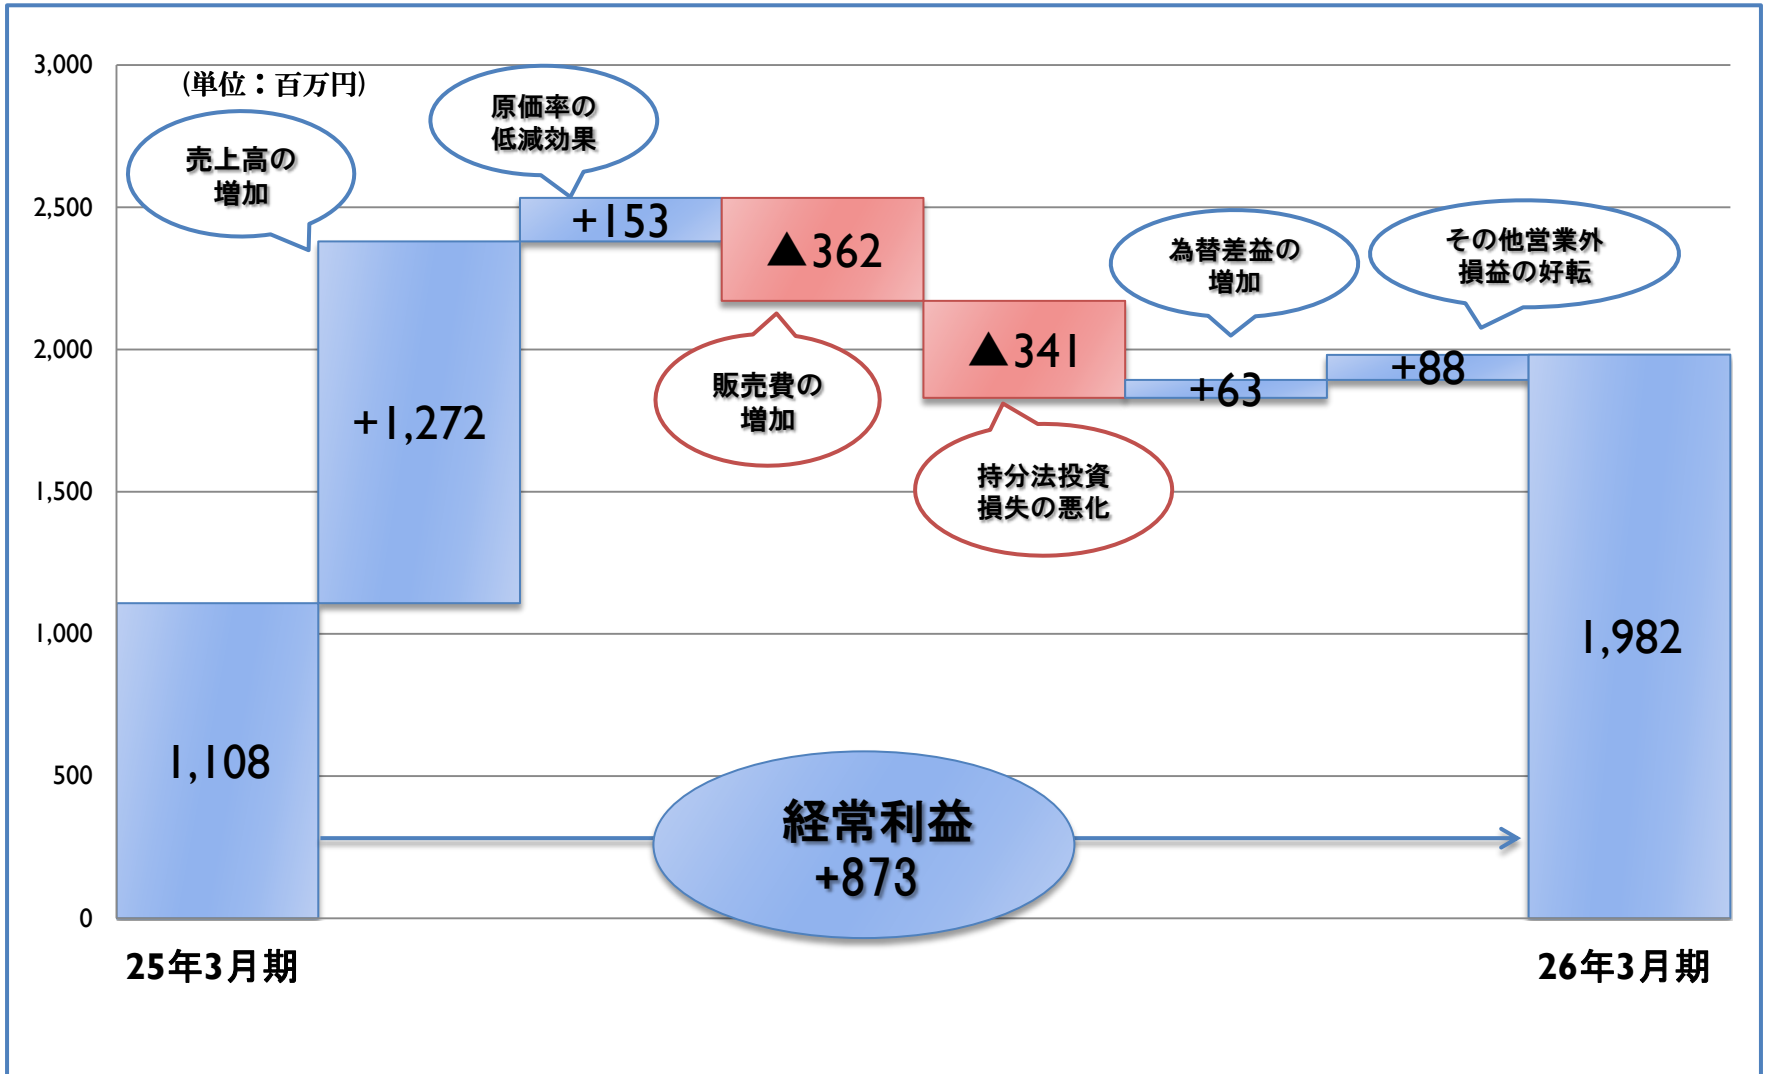 (単位：百万円)
3,000
2,500
2,000
1,500
1,000
500
0
売上高の
増加
原価率の
低減効果
+153
▲362
為替差益の
増加
その他営業外
損益の好転
▲341
+63
+88
+1,272
販売費の
増加
持分法投資
損失の悪化
1,108
1,982
経常利益
+873
25年3月期
26年3月期